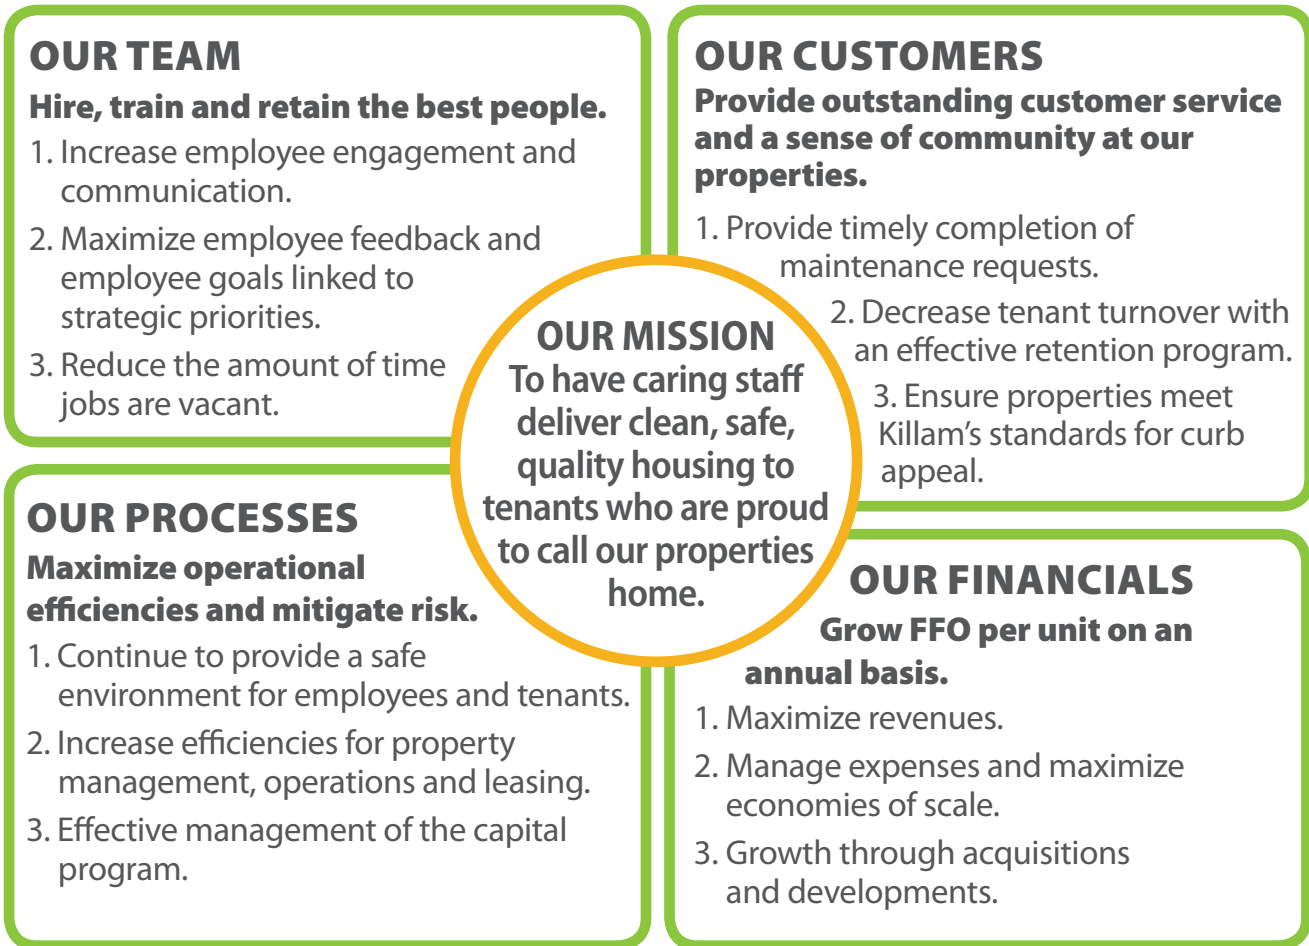 OUR TEAM
Hire, train and retain the best people.
1. Increase employee engagement and
communication.
2. Maximize employee feedback and
employee goals linked to
strategic priorities.
3. Reduce the amount of time
jobs are vacant.
OUR CUSTOMERS
Provide outstanding customer service
and a sense of community at our
properties.
1. Provide timely completion of
maintenance requests.
2. Decrease tenant turnover with
an effective retention program.
3. Ensure properties meet
Killam's standards for curb
appeal.
OUR MISSION
To have caring staff
deliver clean, safe,
quality housing to
tenants who are proud
to call our properties
home.
OUR PROCESSES
Maximize operational
efficiencies and mitigate risk.
1. Continue to provide a safe
environment for employees and tenants.
2. Increase efficiencies for property
management, operations and leasing.
3. Effective management of the capital
program.
OUR FINANCIALS
Grow FFO per unit on an
annual basis.
1. Maximize revenues.
2. Manage expenses and maximize
economies of scale.
3. Growth through acquisitions
and developments.